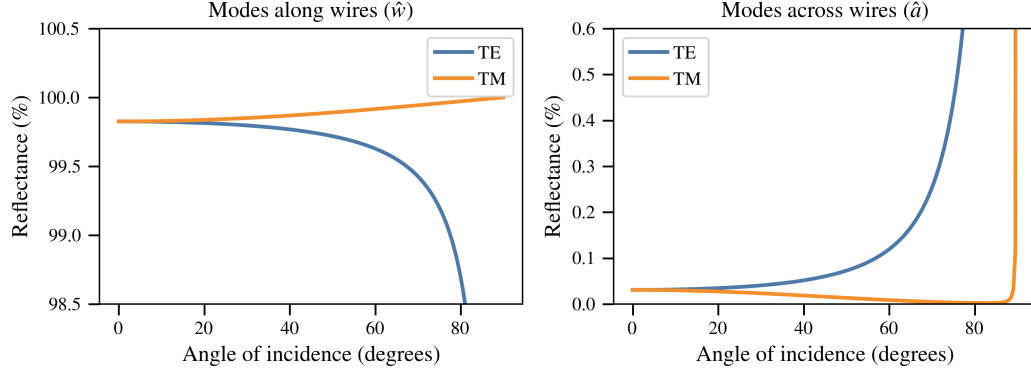 Modes along wires (ŵ)
100.5
100.0
99.5
99.0
98.5
Reflectance (%)
TE
TM
0 20 40 60 80
Angle of incidence (degrees)
Modes across wires (â)
0.6
0.5
0.4
0.3
0.2
0.1
0.0
Reflectance (%)
TE
TM
0 20 40 60 80
Angle of incidence (degrees)